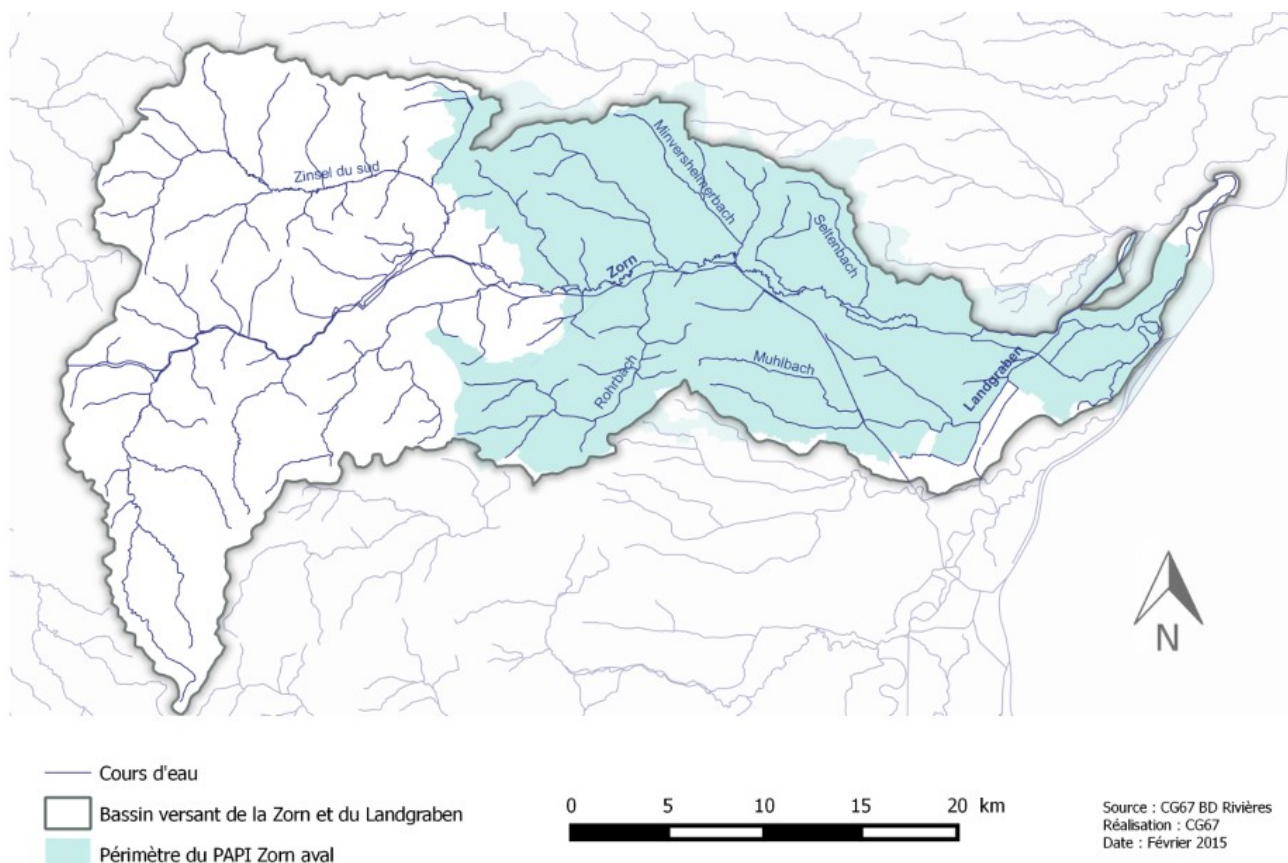 Zinsel du sud
Minversheimerbach
Seltenbach
Zorn
Rohrbach
Muhlbach
Landgraben
N
Cours d'eau
Bassin versant de la Zorn et du Landgraben
Périmètre du PAPI Zorn aval
0 5 10 15 20 km
Source : CG67 BD Rivières
Réalisation : CG67
Date : Février 2015